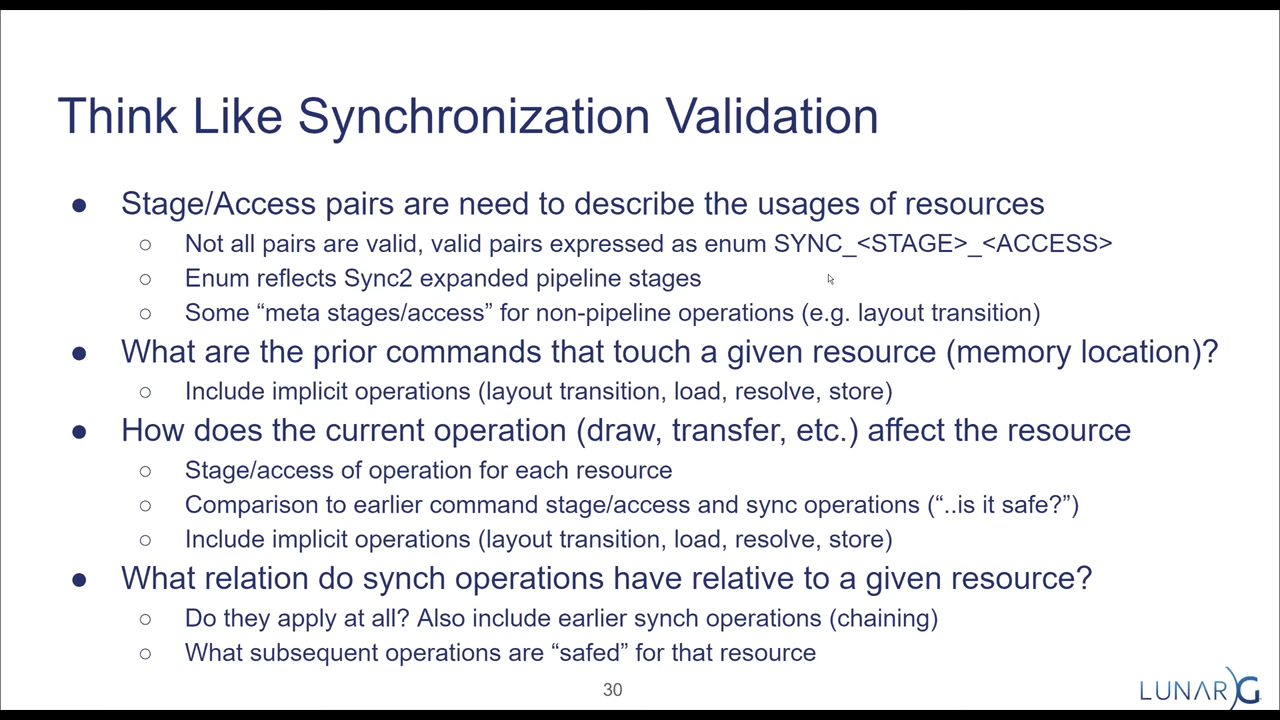 Think Like Synchronization Validation
● Stage/Access pairs are need to describe the usages of resources
○ Not all pairs are valid, valid pairs expressed as enum SYNC_<STAGE>_<ACCESS>
○ Enum reflects Sync2 expanded pipeline stages
○ Some “meta stages/access” for non-pipeline operations (e.g. layout transition)
● What are the prior commands that touch a given resource (memory location)?
○ Include implicit operations (layout transition, load, resolve, store)
● How does the current operation (draw, transfer, etc.) affect the resource
○ Stage/access of operation for each resource
○ Comparison to earlier command stage/access and sync operations (“..is it safe?”)
○ Include implicit operations (layout transition, load, resolve, store)
● What relation do synch operations have relative to a given resource?
○ Do they apply at all? Also include earlier synch operations (chaining)
○ What subsequent operations are “safed” for that resource
30
LUNAR G